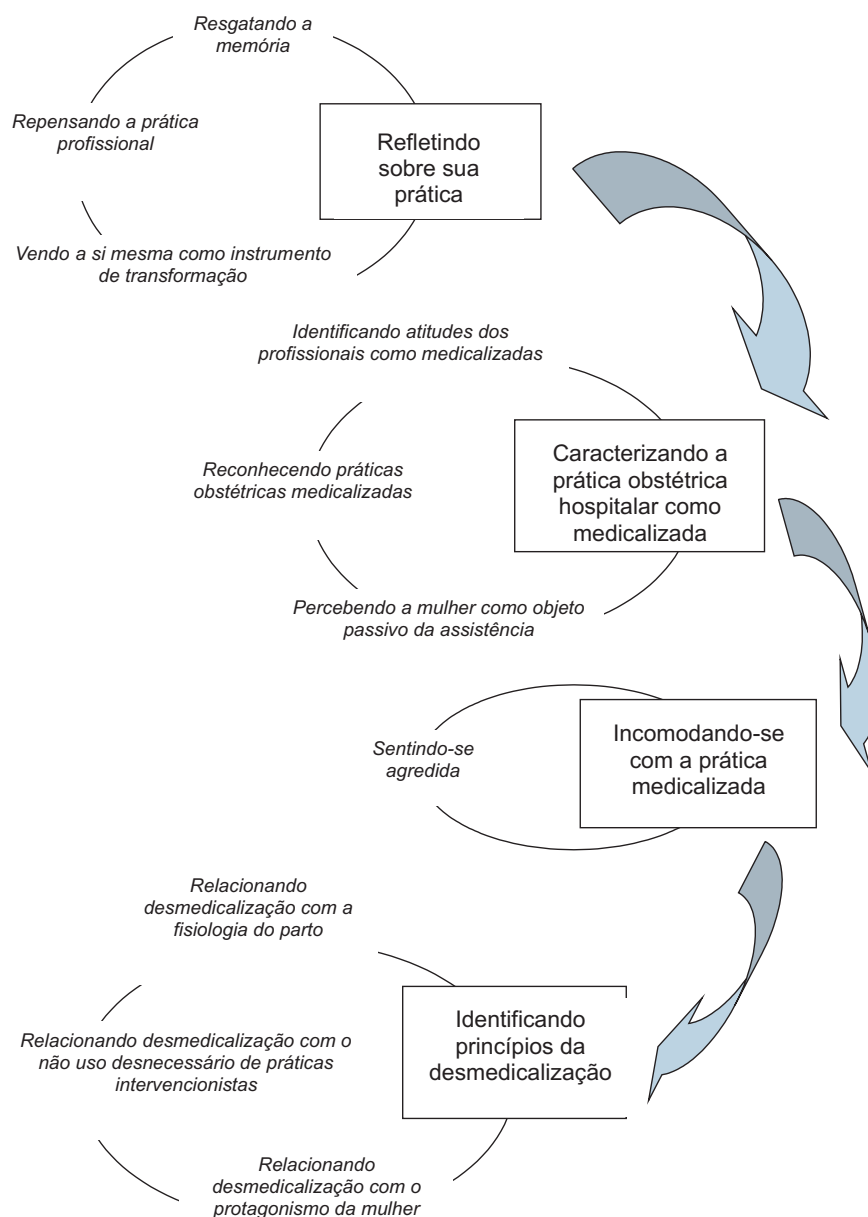 Resgatando a
memória
Repensando a prática
profissional
Refletindo
sobre sua
prática
Vendo a si mesma como instrumento
de transformação
Identificando atitudes dos
profissionais como medicalizadas
Reconhecendo práticas
obstétricas medicalizadas
Caracterizando a
prática obstétrica
hospitalar como
medicalizada
Percebendo a mulher como objeto
passivo da assistência
Sentindo-se
agredida
Incomodando-se
com a prática
medicalizada
Relacionando
desmedicalização com a
fisiologia do parto
Relacionando desmedicalização com o
não uso desnecessário de práticas
intervencionistas
Identificando
princípios da
desmedicalização
Relacionando
desmedicalização com o
protagonismo da mulher